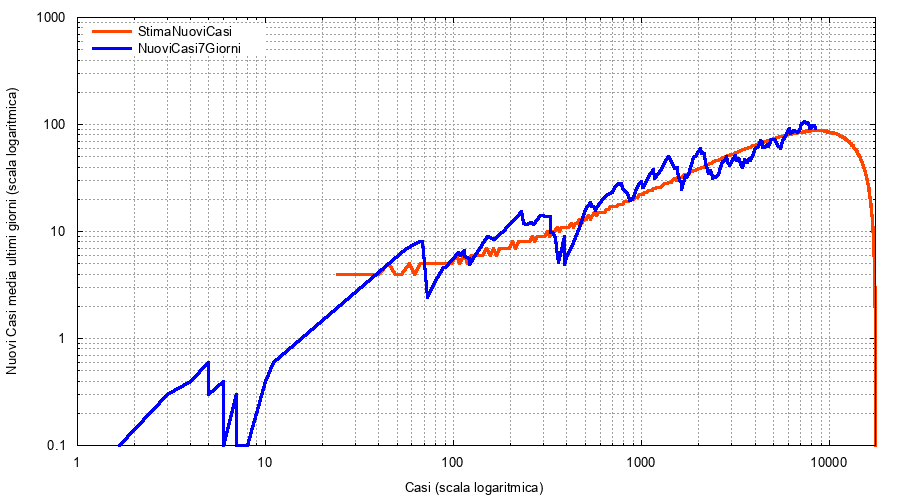 1000
StimaNuoviCasi
NuoviCasi7Giorni
100
10
1
0.1
Nuovi Casi media ultimi giorni (scala logaritmica)
1 10 100 1000 10000
Casi (scala logaritmica)